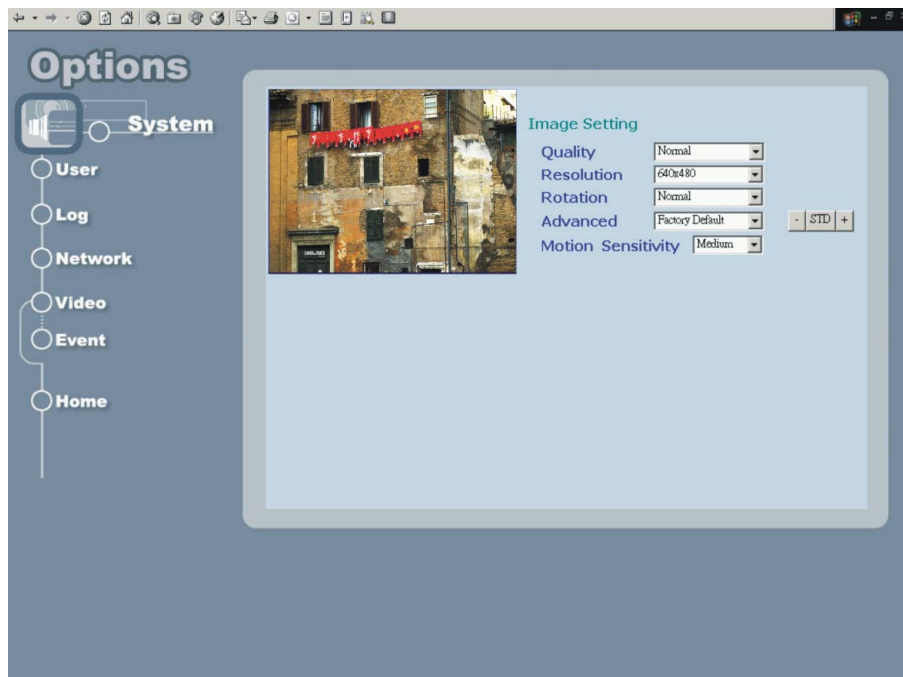 Options
System
User
Log
Network
Video
Event
Home
Image Setting
Quality Normal
Resolution 640x480
Rotation Normal
Advanced Factory Default - STD +
Motion Sensitivity Medium